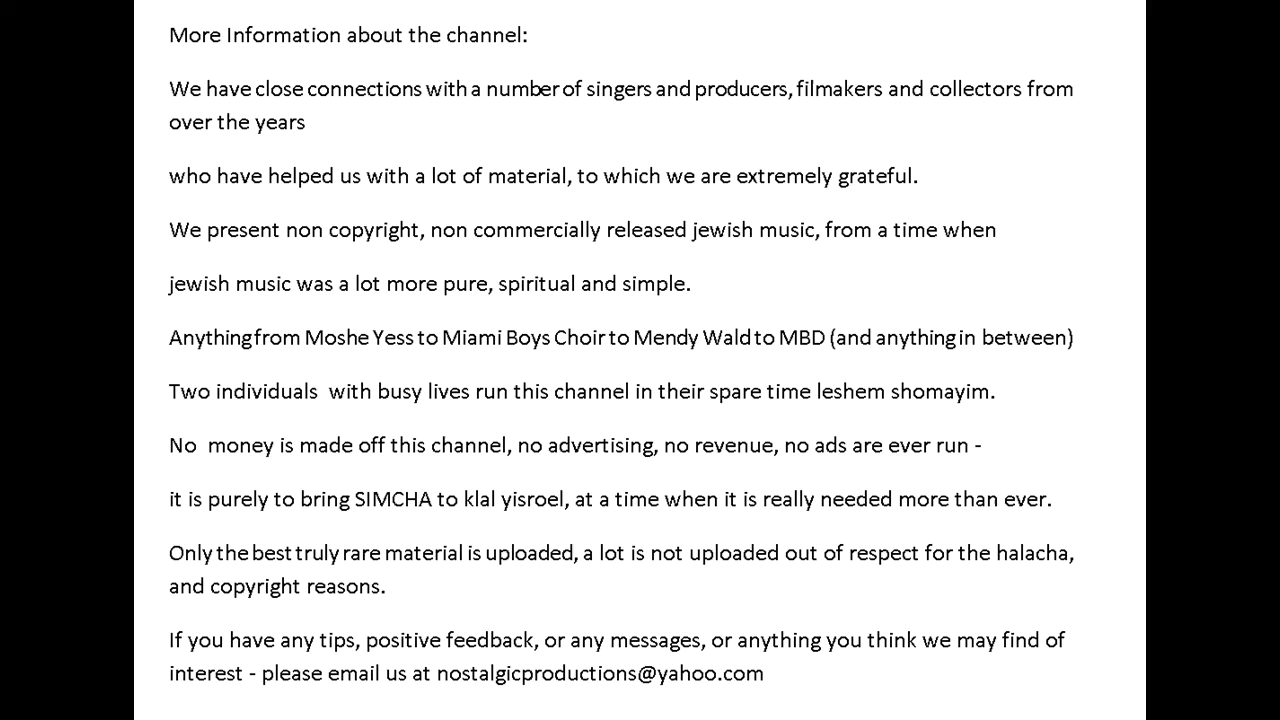 More Information about the channel:
We have close connections with a number of singers and producers, filmakers and collectors from
over the years
who have helped us with a lot of material, to which we are extremely grateful.
We present non copyright, non commercially released jewish music, from a time when
jewish music was a lot more pure, spiritual and simple.
Anything from Moshe Yess to Miami Boys Choir to Mendy Wald to MBD (and anything in between)
Two individuals  with busy lives run this channel in their spare time leshem shomayim.
No  money is made off this channel, no advertising, no revenue, no ads are ever run -
it is purely to bring SIMCHA to klal yisroel, at a time when it is really needed more than ever.
Only the best truly rare material is uploaded, a lot is not uploaded out of respect for the halacha,
and copyright reasons.
If you have any tips, positive feedback, or any messages, or anything you think we may find of
interest - please email us at nostalgicproductions@yahoo.com